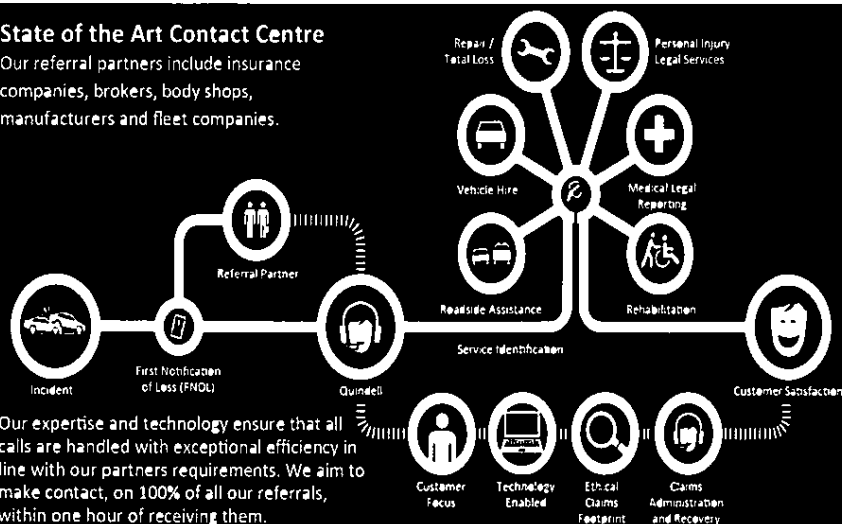 State of the Art Contact Centre
Our referral partners include insurance
companies, brokers, body shops,
manufacturers and fleet companies.
Repair /
Total Loss
Personal Injury
Legal Services
Vehicle Hire
Medical Legal
Reporting
Referral Partner
Roadside Assistance
Rehabilitation
Service Identification
Incident
First Notification
of Loss (FNOL)
Quindell
Customer Satisfaction
Our expertise and technology ensure that all
calls are handled with exceptional efficiency in
line with our partners requirements. We aim to
make contact, on 100% of all our referrals,
within one hour of receiving them.
Customer
Focus
Technology
Enabled
Ethical
Claims
Footprint
Claims
Administration
and Recovery